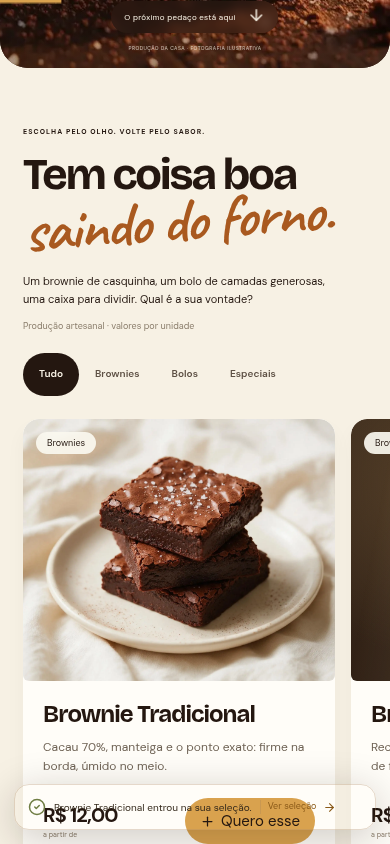 O próximo pedaço está aqui
PRODUÇÃO DA CASA · FOTOGRAFIA ILUSTRATIVA
ESCOLHA PELO OLHO. VOLTE PELO SABOR.
Tem coisa boa
saindo do forno.
Um brownie de casquinha, um bolo de camadas generosas,
uma caixa para dividir. Qual é a sua vontade?
Produção artesanal · valores por unidade
Tudo Brownies Bolos Especiais
Brownies
Brownie Tradicional
Cacau 70%, manteiga e o ponto exato: firme na
borda, úmido no meio.
Brownie Tradicional entrou na sua seleção. Ver seleção →
R$ 12,00
a partir de
+ Quero esse